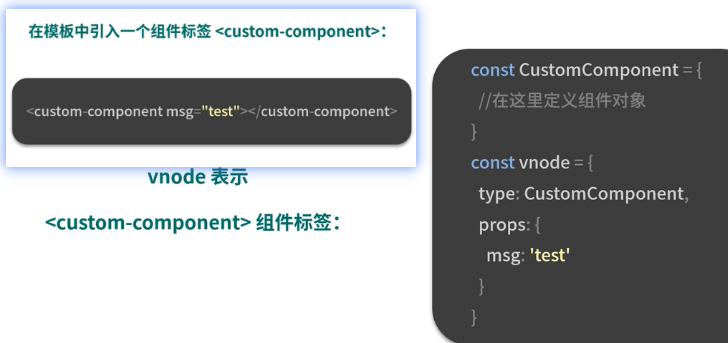 在模板中引入一个组件标签 <custom-component>：
<custom-component msg="test"></custom-component>
vnode 表示
<custom-component> 组件标签：
const CustomComponent = {
//在这里定义组件对象
}
const vnode = {
type: CustomComponent,
props: {
msg: 'test'
}
}